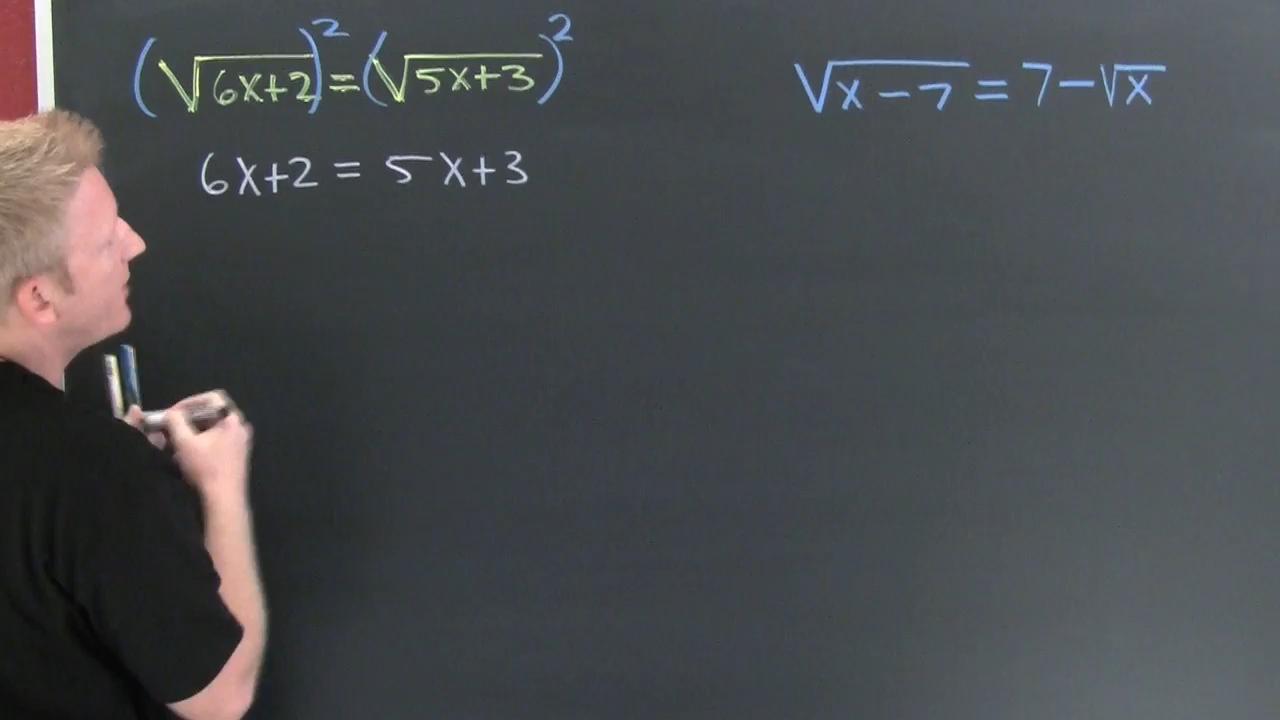 (√6x+2)² = (√5x+3)²
6x+2 = 5x+3
√x-7 = 7-√x